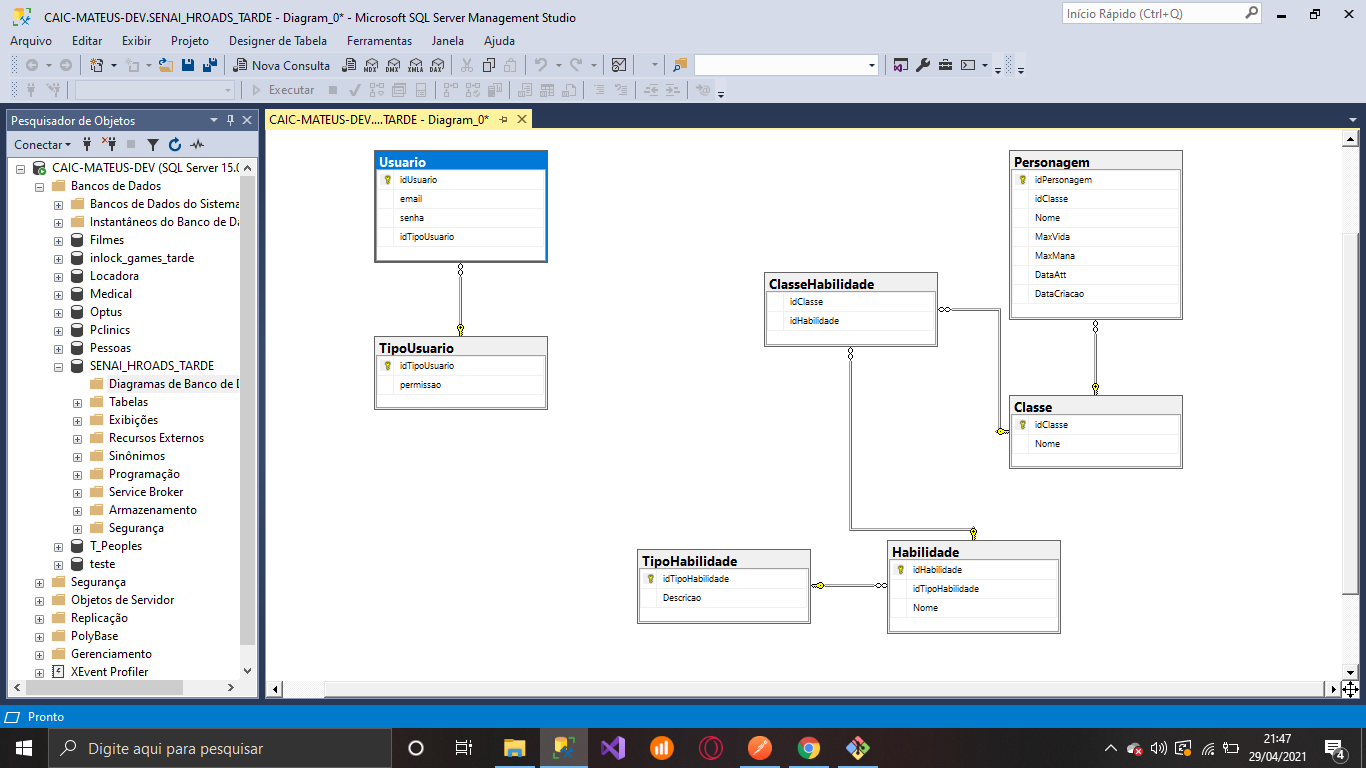 CAIC-MATEUS-DEV.SENAI_HROADS_TARDE - Diagram_0* - Microsoft SQL Server Management Studio
Início Rápido (Ctrl+Q)
Arquivo Editar Exibir Projeto Designer de Tabela Ferramentas Janela Ajuda
Nova Consulta MDX DMX XMLA DAX
Executar
Pesquisador de Objetos
Conectar
CAIC-MATEUS-DEV (SQL Server 15.0
Bancos de Dados
Bancos de Dados do Sistema
Instantâneos do Banco de Da
Filmes
inlock_games_tarde
Locadora
Medical
Optus
Pclinics
Pessoas
SENAI_HROADS_TARDE
Diagramas de Banco de D
Tabelas
Exibições
Recursos Externos
Sinônimos
Programação
Service Broker
Armazenamento
Segurança
T_Peoples
teste
Segurança
Objetos de Servidor
Replicação
PolyBase
Gerenciamento
XEvent Profiler
CAIC-MATEUS-DEV....TARDE - Diagram_0*
Usuario
idUsuario
email
senha
idTipoUsuario
TipoUsuario
idTipoUsuario
permissao
ClasseHabilidade
idClasse
idHabilidade
Personagem
idPersonagem
idClasse
Nome
MaxVida
MaxMana
DataAtt
DataCriacao
Classe
idClasse
Nome
TipoHabilidade
idTipoHabilidade
Descricao
Habilidade
idHabilidade
idTipoHabilidade
Nome
Pronto
Digite aqui para pesquisar
21:47
29/04/2021
4